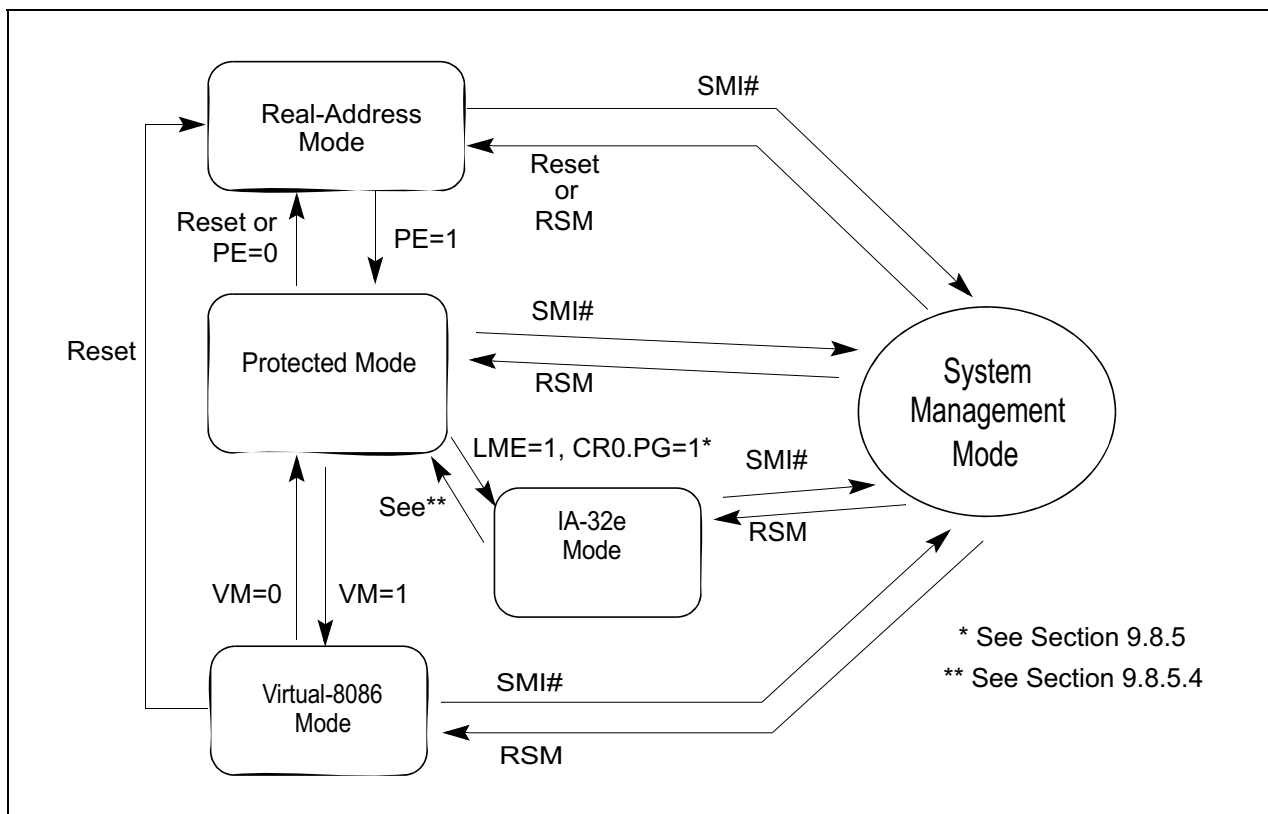 Real-Address
Mode
SMI#
Reset
or
RSM
Reset or
PE=0
PE=1
Reset
Protected Mode
SMI#
RSM
System
Management
Mode
LME=1, CR0.PG=1*
SMI#
See**
IA-32e
Mode
RSM
VM=0
VM=1
* See Section 9.8.5
** See Section 9.8.5.4
Virtual-8086
Mode
SMI#
RSM